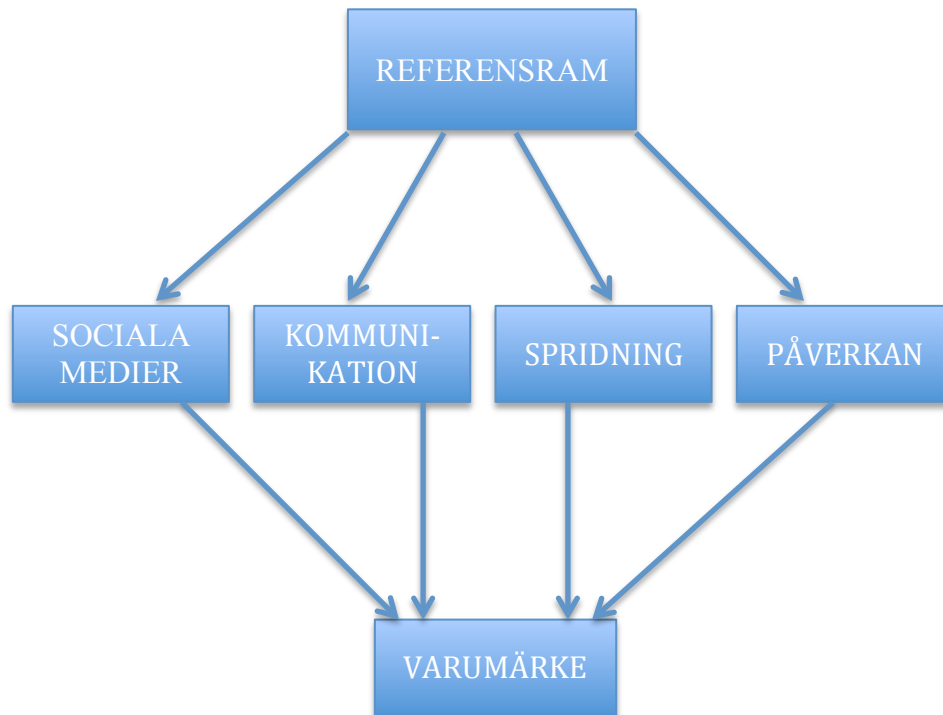 REFERENSRAM
SOCIALA
MEDIER
KOMMUNI-
KATION
SPRIDNING
PÅVERKAN
VARUMÄRKE